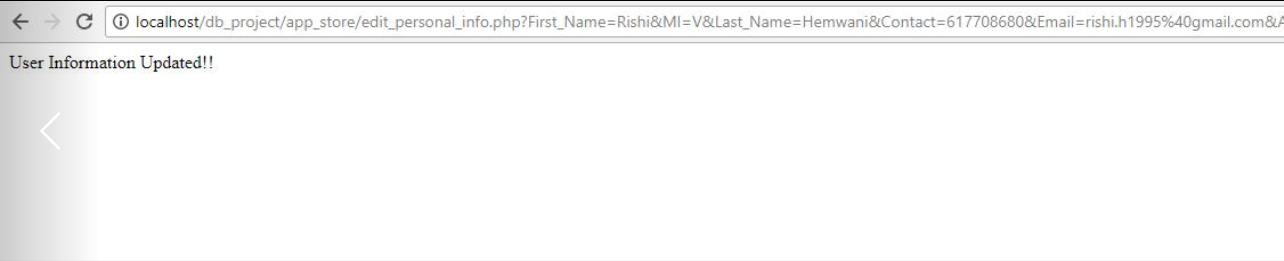 localhost/db_project/app_store/edit_personal_info.php?First_Name=Rishi&MI=V&Last_Name=Hemwani&Contact=617708680&Email=rishi.h1995%40gmail.com&A
User Information Updated!!